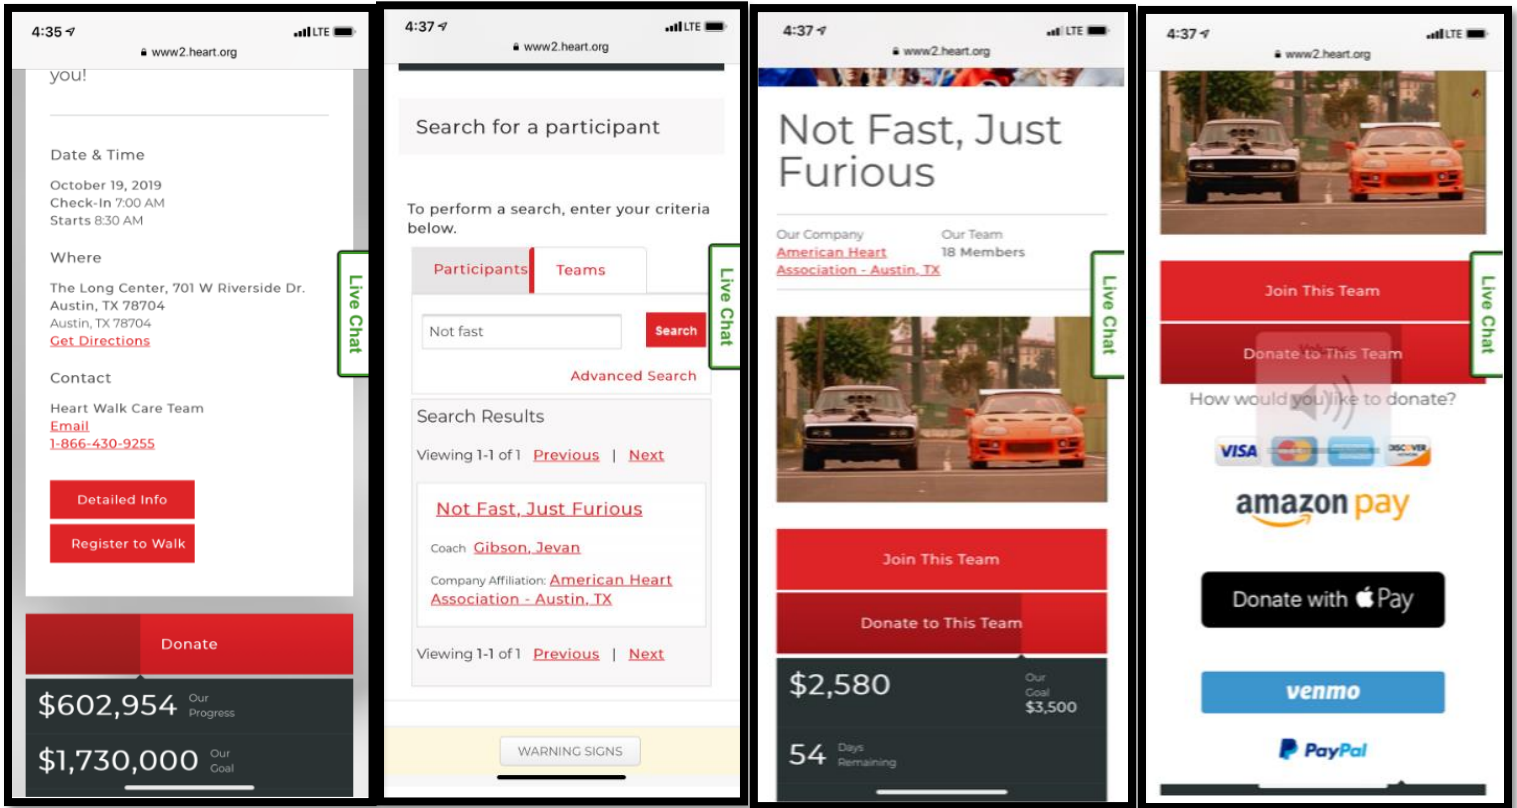 4:35
LTE
www2.heart.org
you!
Date & Time
October 19, 2019
Check-In 7:00 AM
Starts 8:30 AM
Where
The Long Center, 701 W Riverside Dr.
Austin, TX 78704
Austin, TX 78704
Get Directions
Contact
Heart Walk Care Team
Email
1-866-430-9255
Detailed Info
Register to Walk
Live Chat
Donate
$602,954 Our
Progress
$1,730,000 Our
Goal
4:37
LTE
www2.heart.org
Search for a participant
To perform a search, enter your criteria
below.
Participants Teams
Not fast Search
Advanced Search
Live Chat
Search Results
Viewing 1-1 of 1 Previous | Next
Not Fast, Just Furious
Coach Gibson, Jevan
Company Affiliation: American Heart
Association - Austin, TX
Viewing 1-1 of 1 Previous | Next
WARNING SIGNS
4:37
LTE
www2.heart.org
Not Fast, Just
Furious
Our Company Our Team
American Heart 18 Members
Association - Austin, TX
Live Chat
Join This Team
Donate to This Team
$2,580 Our
Goal
$3,500
54 Days
Remaining
4:37
LTE
www2.heart.org
Join This Team
Live Chat
Donate to This Team
Volume
How would you like to donate?
VISA DISCOVER
amazon pay
Donate with Pay
venmo
PayPal